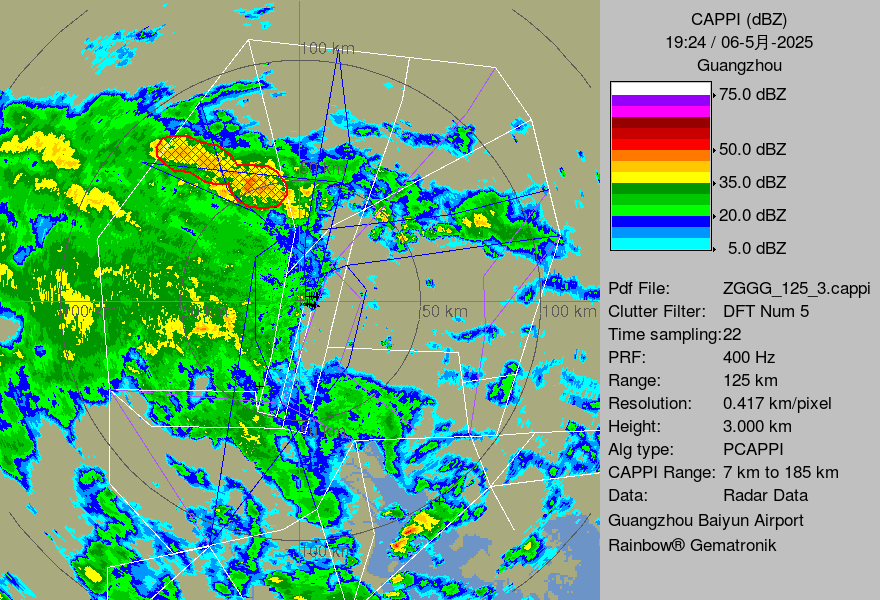 CAPPI (dBZ)
19:24 / 06-5月-2025
Guangzhou
75.0 dBZ
50.0 dBZ
35.0 dBZ
20.0 dBZ
5.0 dBZ
Pdf File: ZGGG_125_3.cappi
Clutter Filter: DFT Num 5
Time sampling:22
PRF: 400 Hz
Range: 125 km
Resolution: 0.417 km/pixel
Height: 3.000 km
Alg type: PCAPPI
CAPPI Range: 7 km to 185 km
Data: Radar Data
Guangzhou Baiyun Airport
Rainbow® Gematronik
100 km
50 km
100 km
100 km